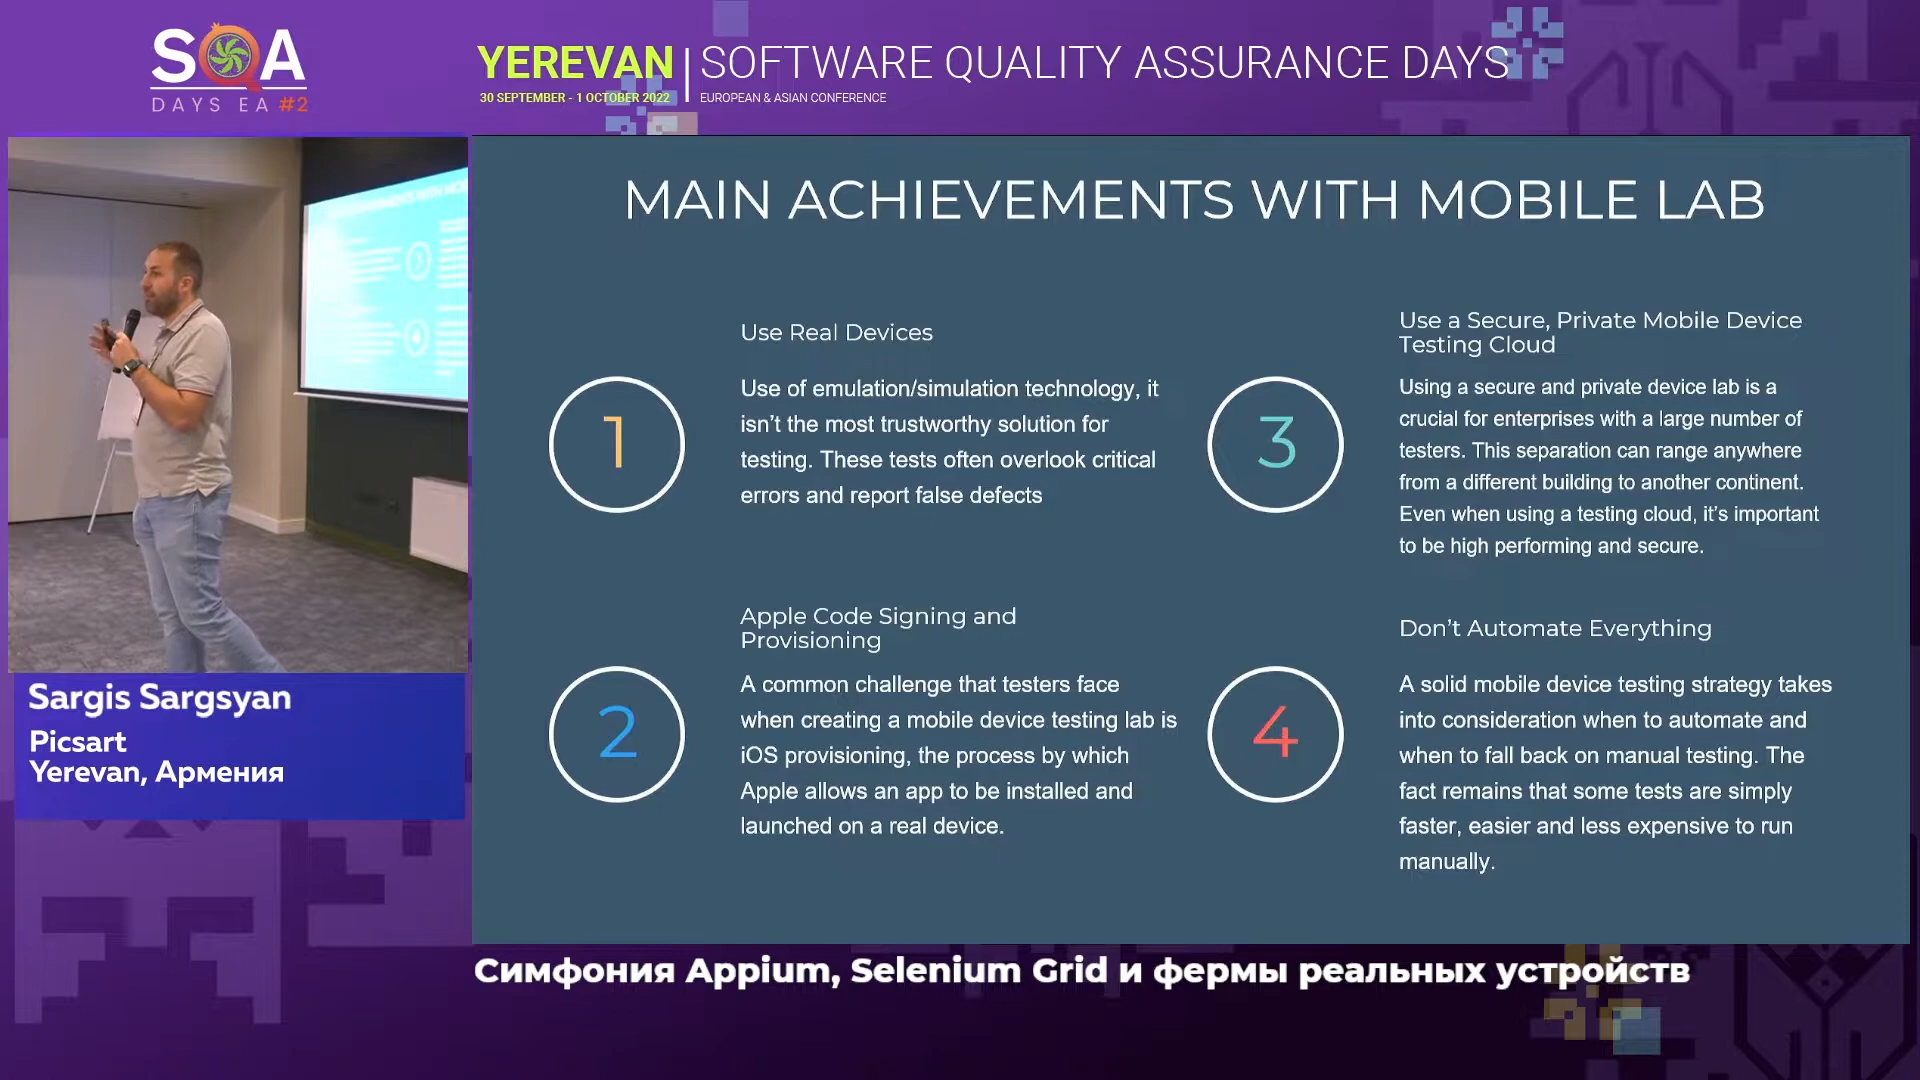 SQA
DAYS EA #2
YEREVAN
30 SEPTEMBER - 1 OCTOBER 2022
SOFTWARE QUALITY ASSURANCE DAYS
EUROPEAN & ASIAN CONFERENCE
MAIN ACHIEVEMENTS WITH MOBILE LAB
1
Use Real Devices
Use of emulation/simulation technology, it
isn’t the most trustworthy solution for
testing. These tests often overlook critical
errors and report false defects
2
Apple Code Signing and
Provisioning
A common challenge that testers face
when creating a mobile device testing lab is
iOS provisioning, the process by which
Apple allows an app to be installed and
launched on a real device.
3
Use a Secure, Private Mobile Device
Testing Cloud
Using a secure and private device lab is a
crucial for enterprises with a large number of
testers. This separation can range anywhere
from a different building to another continent.
Even when using a testing cloud, it’s important
to be high performing and secure.
4
Don’t Automate Everything
A solid mobile device testing strategy takes
into consideration when to automate and
when to fall back on manual testing. The
fact remains that some tests are simply
faster, easier and less expensive to run
manually.
Sargis Sargsyan
Picsart
Yerevan, Армения
Симфония Appium, Selenium Grid и фермы реальных устройств